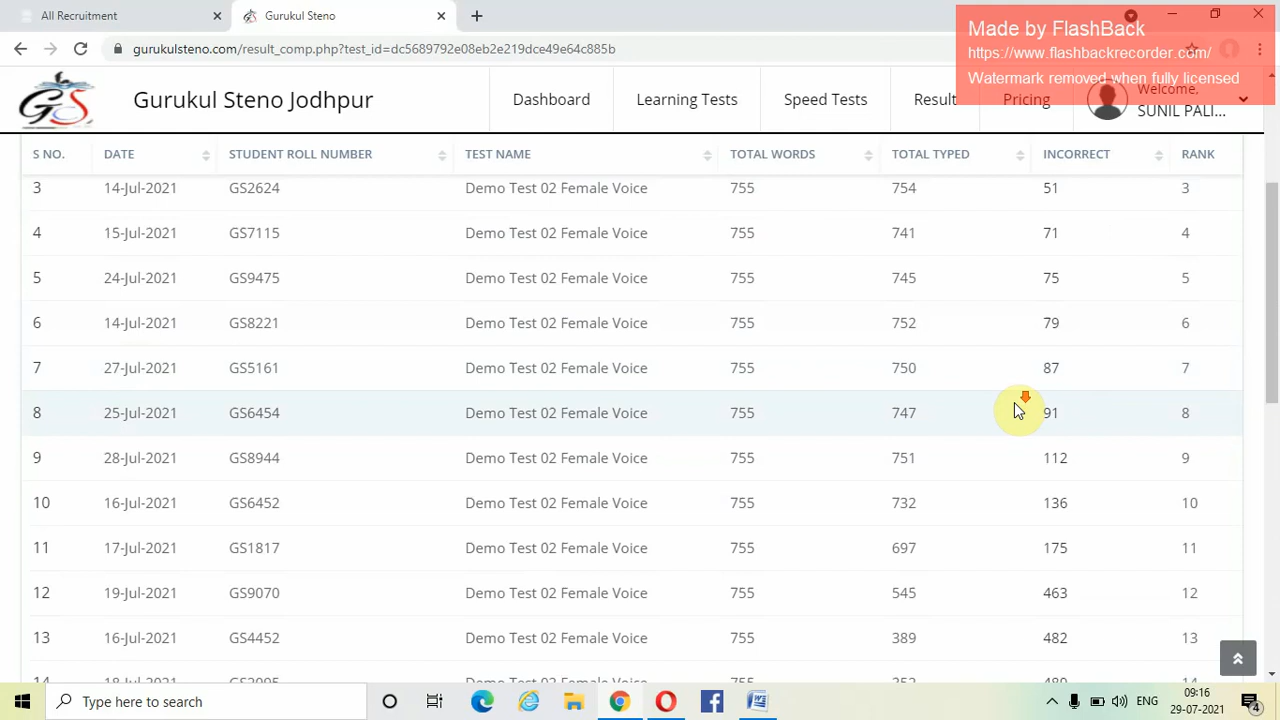 All Recruitment
Gurukul Steno
Made by FlashBack
https://www.flashbackrecorder.com/
Watermark removed when fully licensed
gurukulsteno.com/result_comp.php?test_id=dc5689792e08eb2e219dce49e64c885b
GS
Gurukul Steno Jodhpur
Dashboard
Learning Tests
Speed Tests
Result
Pricing
Welcome,
SUNIL PALI...
S NO. DATE STUDENT ROLL NUMBER TEST NAME TOTAL WORDS TOTAL TYPED INCORRECT RANK
3 14-Jul-2021 GS2624 Demo Test 02 Female Voice 755 754 51 3
4 15-Jul-2021 GS7115 Demo Test 02 Female Voice 755 741 71 4
5 24-Jul-2021 GS9475 Demo Test 02 Female Voice 755 745 75 5
6 14-Jul-2021 GS8221 Demo Test 02 Female Voice 755 752 79 6
7 27-Jul-2021 GS5161 Demo Test 02 Female Voice 755 750 87 7
8 25-Jul-2021 GS6454 Demo Test 02 Female Voice 755 747 91 8
9 28-Jul-2021 GS8944 Demo Test 02 Female Voice 755 751 112 9
10 16-Jul-2021 GS6452 Demo Test 02 Female Voice 755 732 136 10
11 17-Jul-2021 GS1817 Demo Test 02 Female Voice 755 697 175 11
12 19-Jul-2021 GS9070 Demo Test 02 Female Voice 755 545 463 12
13 16-Jul-2021 GS4452 Demo Test 02 Female Voice 755 389 482 13
Type here to search
ENG
09:16
29-07-2021
4